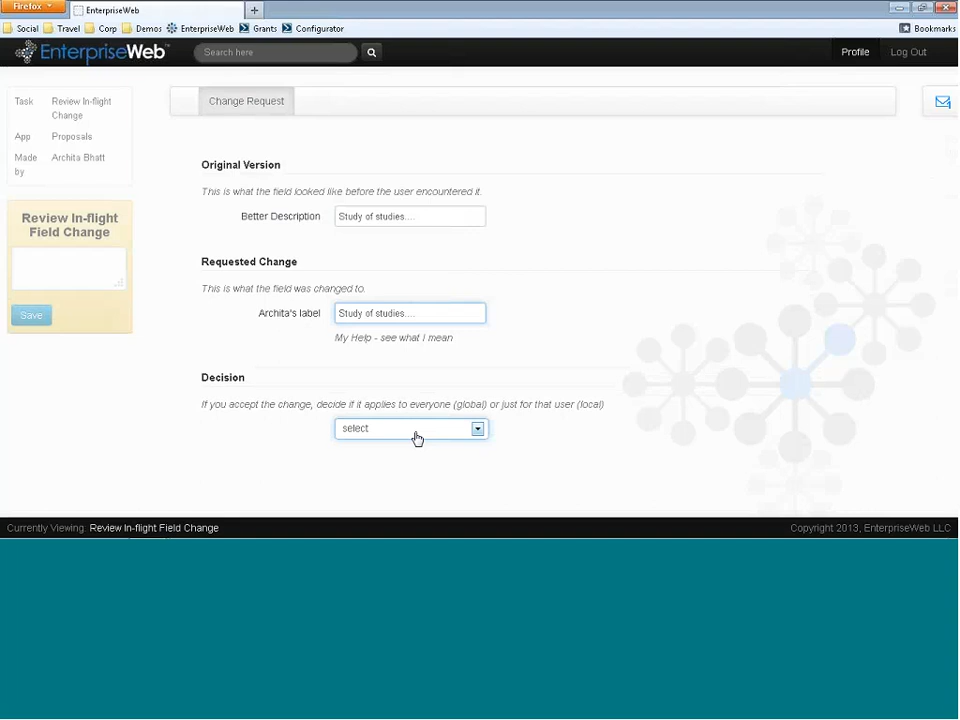 Firefox
EnterpriseWeb
+
Social Travel Corp Demos EnterpriseWeb Grants Configurator Bookmarks
EnterpriseWeb™ Search here Profile Log Out
Task Review In-flight Change
App Proposals
Made by Archita Bhatt
Review In-flight Field Change
Save
Change Request
Original Version
This is what the field looked like before the user encountered it.
Better Description Study of studies....
Requested Change
This is what the field was changed to.
Archita's label Study of studies....
My Help - see what I mean
Decision
If you accept the change, decide if it applies to everyone (global) or just for that user (local)
select
Currently Viewing: Review In-flight Field Change Copyright 2013, EnterpriseWeb LLC